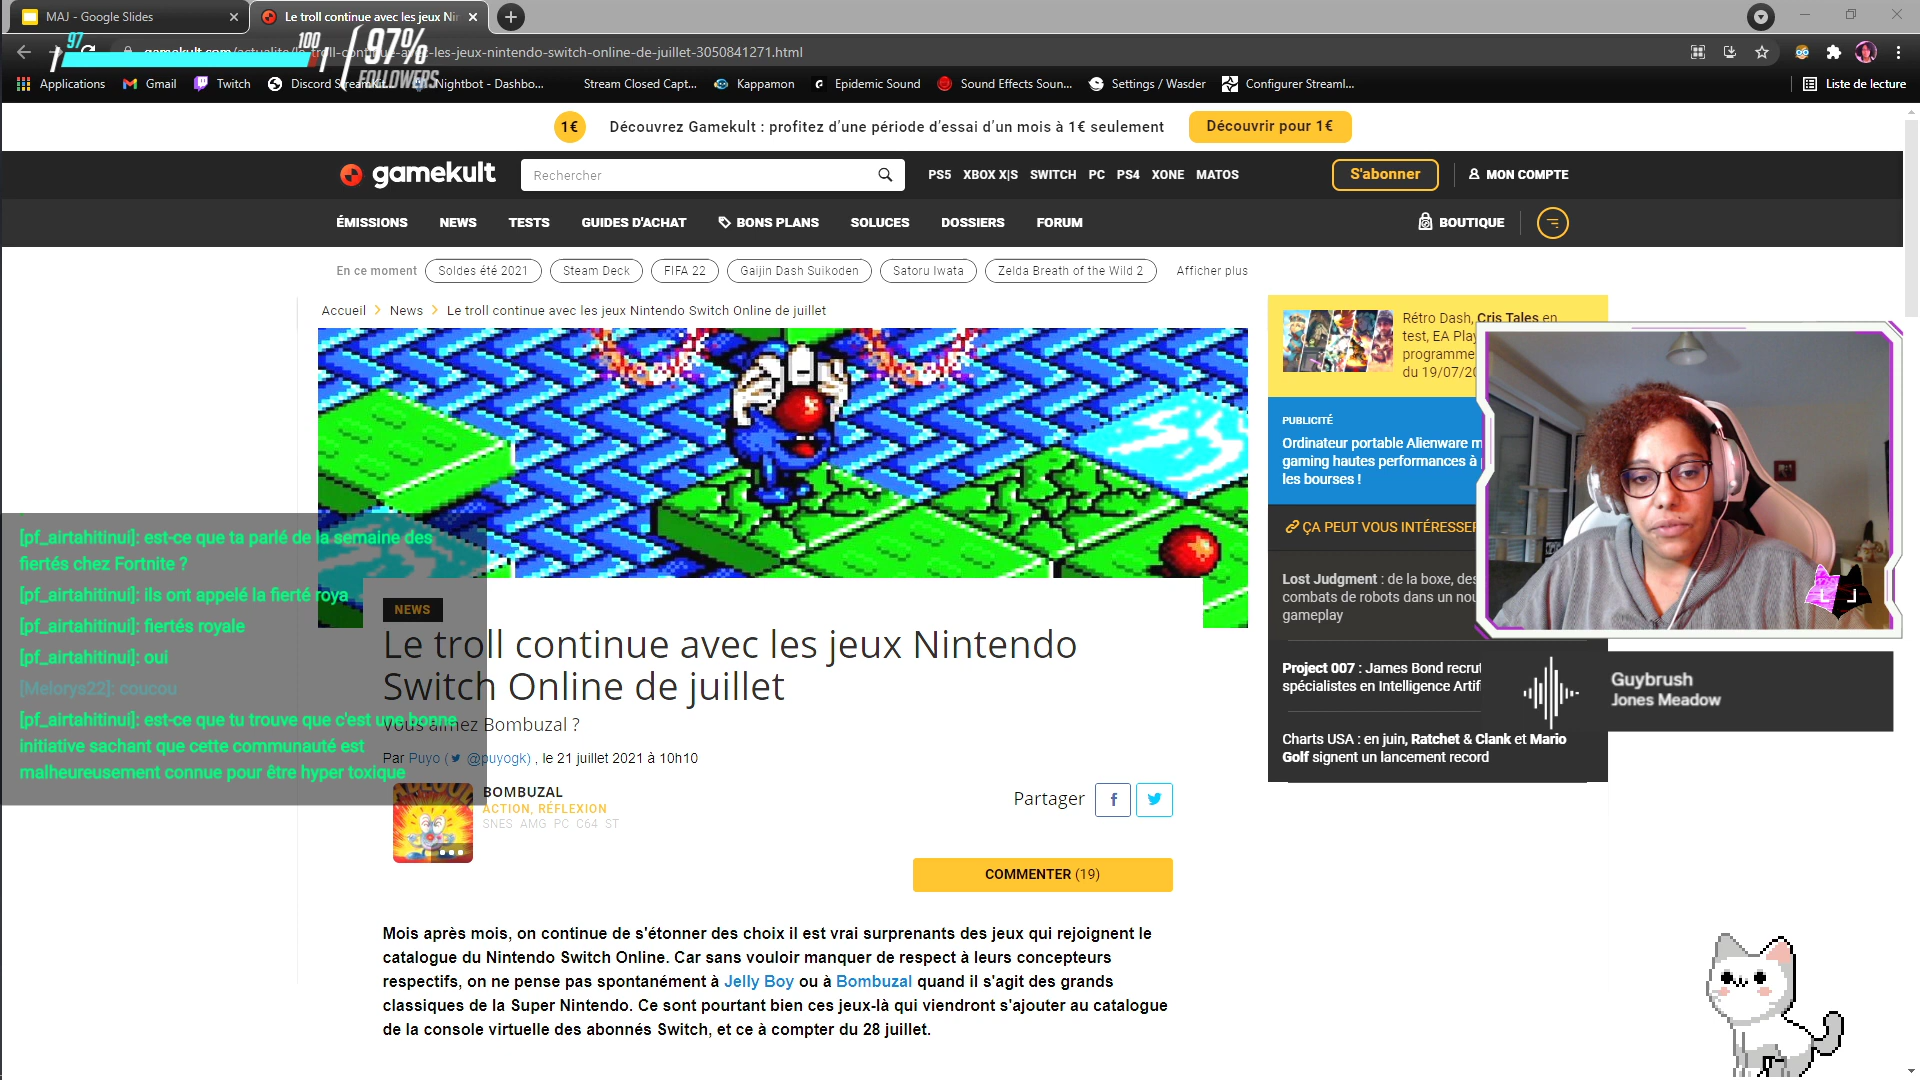 MAJ - Google Slides
Le troll continue avec les jeux Nin
97
100
97%
FOLLOWERS
-les-jeux-nintendo-switch-online-de-juillet-3050841271.html
Applications
Gmail
Twitch
Discord
Nightbot - Dashbo...
Stream Closed Capt...
Kappamon
Epidemic Sound
Sound Effects Soun...
Settings / Wasder
Configurer Streaml...
Liste de lecture
1€
Découvrez Gamekult : profitez d'une période d'essai d'un mois à 1€ seulement
Découvrir pour 1€
gamekult
Rechercher
PS5 XBOX X|S SWITCH PC PS4 XONE MATOS
S'abonner
MON COMPTE
ÉMISSIONS NEWS TESTS GUIDES D'ACHAT BONS PLANS SOLUCES DOSSIERS FORUM
BOUTIQUE
En ce moment
Soldes été 2021
Steam Deck
FIFA 22
Gaijin Dash Suikoden
Satoru Iwata
Zelda Breath of the Wild 2
Afficher plus
Accueil > News > Le troll continue avec les jeux Nintendo Switch Online de juillet
Rétro Dash, Cris Tales en
test, EA Play
programme
du 19/07/20
PUBLICITÉ
Ordinateur portable Alienware m
gaming hautes performances à
les bourses !
ÇA PEUT VOUS INTÉRESSER
Lost Judgment : de la boxe, des
combats de robots dans un nou
gameplay
Project 007 : James Bond recrut
spécialistes en Intelligence Artifi
Charts USA : en juin, Ratchet & Clank et Mario
Golf signent un lancement record
L J
Guybrush
Jones Meadow
[pf_airtahitinui]: est-ce que ta parlé de la semaine des
fiertés chez Fortnite ?
[pf_airtahitinui]: ils ont appelé la fierté roya
[pf_airtahitinui]: fiertés royale
[pf_airtahitinui]: oui
[Melorys22]: coucou
[pf_airtahitinui]: est-ce que tu trouve que c'est une bonne
initiative sachant que cette communauté est
malheureusement connue pour être hyper toxique
NEWS
Le troll continue avec les jeux Nintendo
Switch Online de juillet
Vous aimez Bombuzal ?
Par Puyo ( @puyogk) , le 21 juillet 2021 à 10h10
BOMBUZAL
ACTION, RÉFLEXION
SNES AMG PC C64 ST
Partager
COMMENTER (19)
Mois après mois, on continue de s'étonner des choix il est vrai surprenants des jeux qui rejoignent le
catalogue du Nintendo Switch Online. Car sans vouloir manquer de respect à leurs concepteurs
respectifs, on ne pense pas spontanément à Jelly Boy ou à Bombuzal quand il s'agit des grands
classiques de la Super Nintendo. Ce sont pourtant bien ces jeux-là qui viendront s'ajouter au catalogue
de la console virtuelle des abonnés Switch, et ce à compter du 28 juillet.